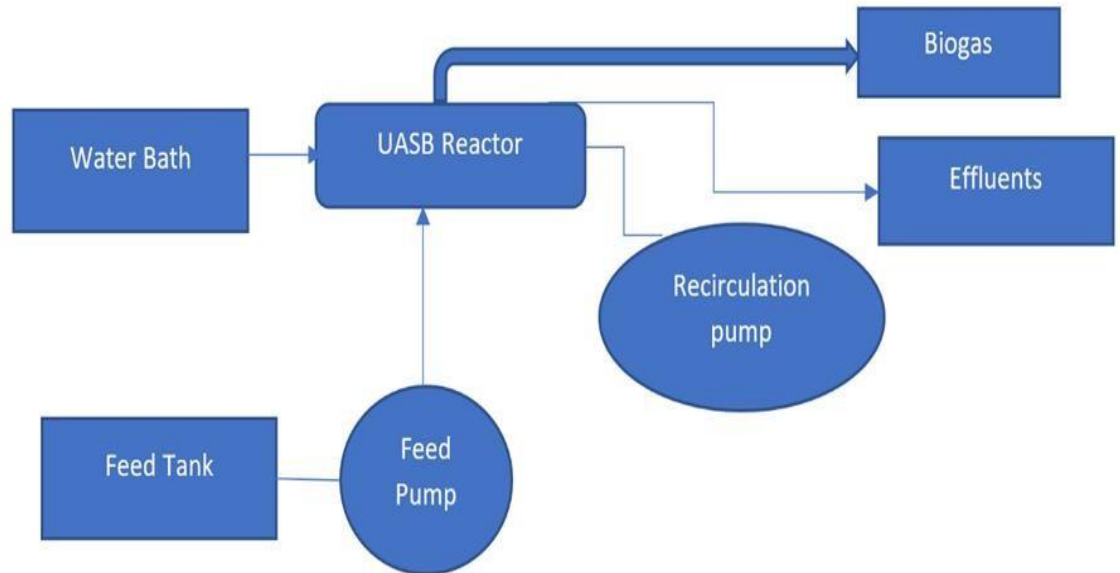 Biogas
Water Bath
UASB Reactor
Effluents
Recirculation
pump
Feed Tank
Feed
Pump